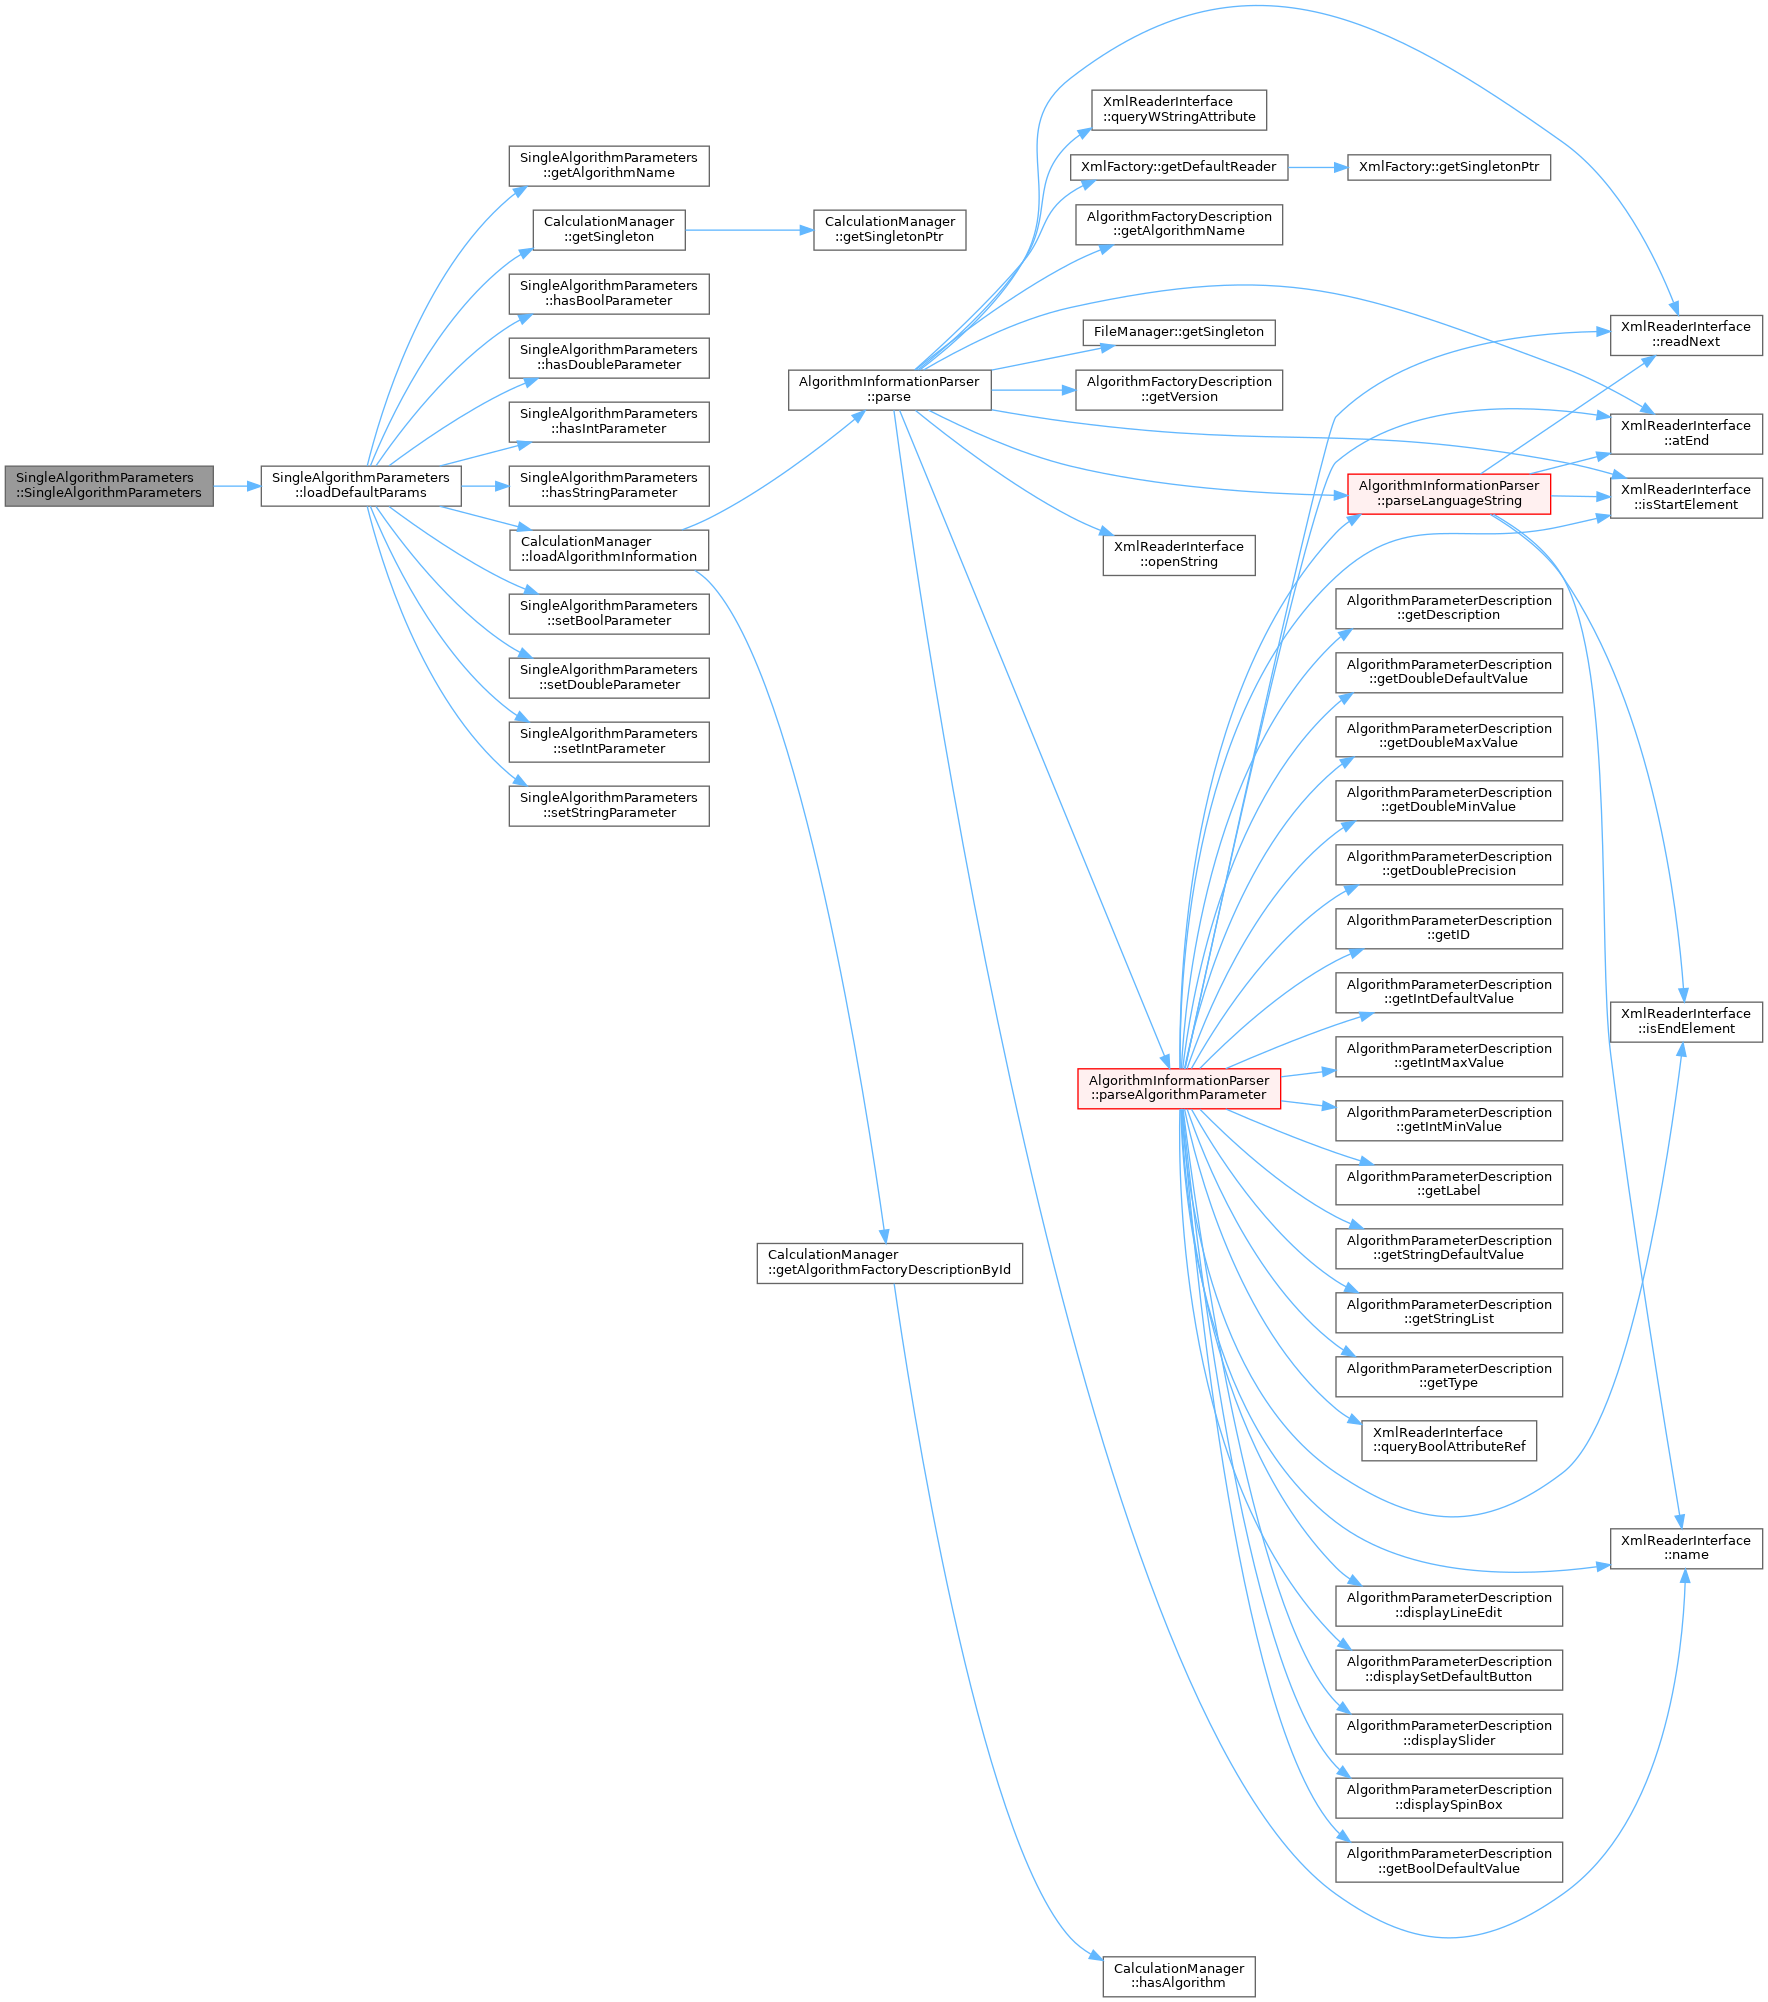 SingleAlgorithmParameters
::SingleAlgorithmParameters
SingleAlgorithmParameters
::loadDefaultParams
SingleAlgorithmParameters
::getAlgorithmName
CalculationManager
::getSingleton
SingleAlgorithmParameters
::hasBoolParameter
SingleAlgorithmParameters
::hasDoubleParameter
SingleAlgorithmParameters
::hasIntParameter
SingleAlgorithmParameters
::hasStringParameter
CalculationManager
::loadAlgorithmInformation
SingleAlgorithmParameters
::setBoolParameter
SingleAlgorithmParameters
::setDoubleParameter
SingleAlgorithmParameters
::setIntParameter
SingleAlgorithmParameters
::setStringParameter
CalculationManager
::getSingletonPtr
AlgorithmInformationParser
::parse
CalculationManager
::getAlgorithmFactoryDescriptionById
XmlReaderInterface
::queryWStringAttribute
XmlFactory::getDefaultReader
AlgorithmFactoryDescription
::getAlgorithmName
FileManager::getSingleton
AlgorithmFactoryDescription
::getVersion
XmlReaderInterface
::openString
AlgorithmInformationParser
::parseAlgorithmParameter
CalculationManager
::hasAlgorithm
XmlFactory::getSingletonPtr
AlgorithmInformationParser
::parseLanguageString
AlgorithmParameterDescription
::getDescription
AlgorithmParameterDescription
::getDoubleDefaultValue
AlgorithmParameterDescription
::getDoubleMaxValue
AlgorithmParameterDescription
::getDoubleMinValue
AlgorithmParameterDescription
::getDoublePrecision
AlgorithmParameterDescription
::getID
AlgorithmParameterDescription
::getIntDefaultValue
AlgorithmParameterDescription
::getIntMaxValue
AlgorithmParameterDescription
::getIntMinValue
AlgorithmParameterDescription
::getLabel
AlgorithmParameterDescription
::getStringDefaultValue
AlgorithmParameterDescription
::getStringList
AlgorithmParameterDescription
::getType
XmlReaderInterface
::queryBoolAttributeRef
AlgorithmParameterDescription
::displayLineEdit
AlgorithmParameterDescription
::displaySetDefaultButton
AlgorithmParameterDescription
::displaySlider
AlgorithmParameterDescription
::displaySpinBox
AlgorithmParameterDescription
::getBoolDefaultValue
XmlReaderInterface
::readNext
XmlReaderInterface
::atEnd
XmlReaderInterface
::isStartElement
XmlReaderInterface
::isEndElement
XmlReaderInterface
::name